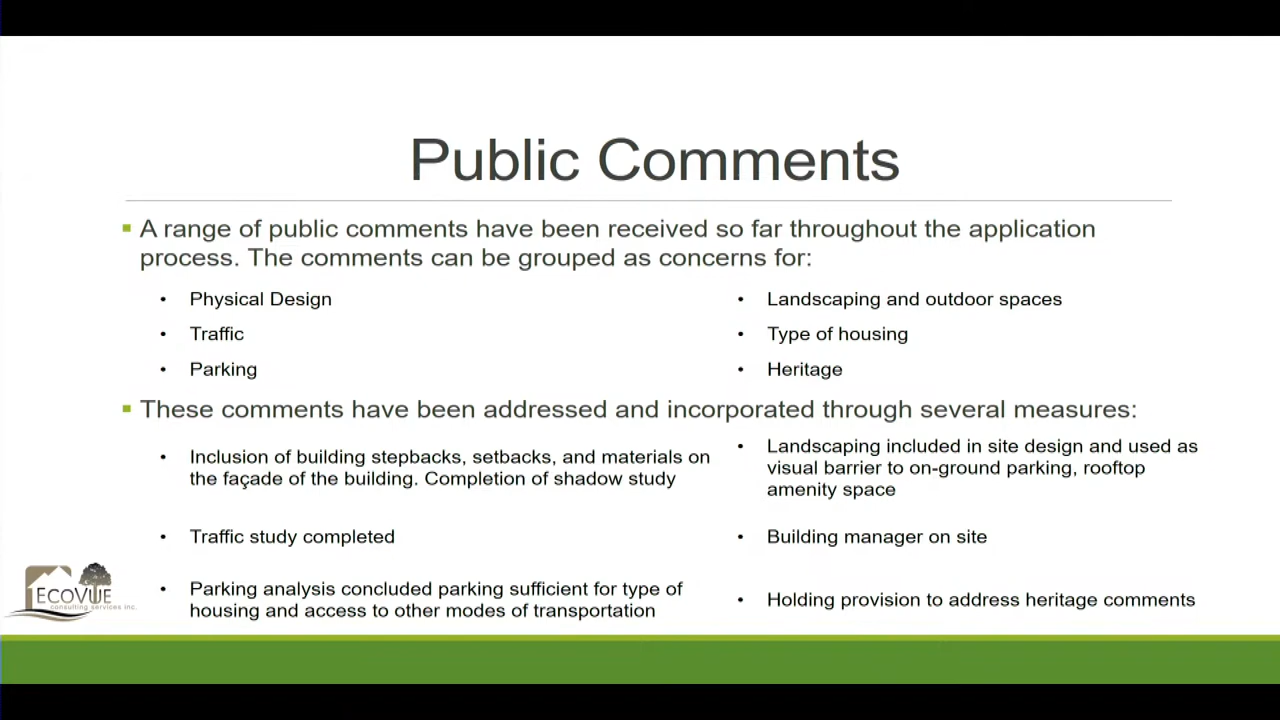 Public Comments
A range of public comments have been received so far throughout the application
process. The comments can be grouped as concerns for:
Physical Design
Traffic
Parking
Landscaping and outdoor spaces
Type of housing
Heritage
These comments have been addressed and incorporated through several measures:
Inclusion of building stepbacks, setbacks, and materials on
the façade of the building. Completion of shadow study
Traffic study completed
Parking analysis concluded parking sufficient for type of
housing and access to other modes of transportation
Landscaping included in site design and used as
visual barrier to on-ground parking, rooftop
amenity space
Building manager on site
Holding provision to address heritage comments
ECOVUE
consulting services inc.